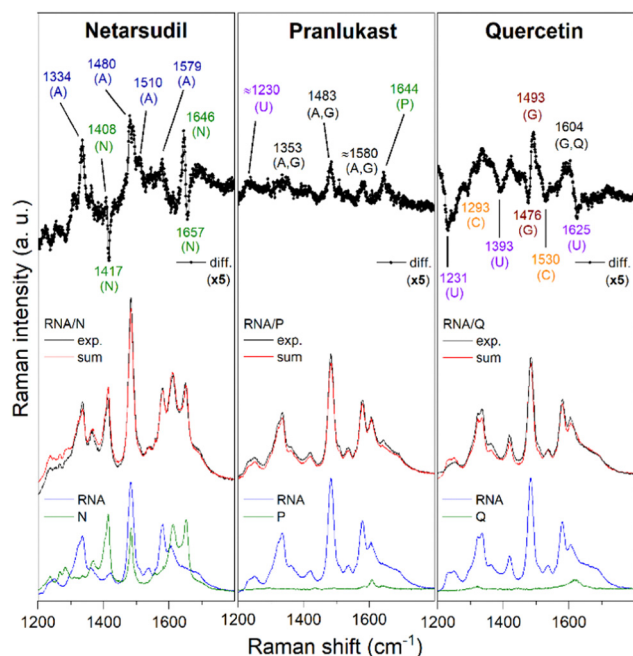 Netarsudil
Pranlukast
Quercetin
1334
(A)
1480
(A)
1510
(A)
1579
(A)
1408
(N)
1646
(N)
1417
(N)
1657
(N)
diff.
(x5)
≈1230
(U)
1353
(A,G)
1483
(A,G)
≈1580
(A,G)
1644
(P)
diff.
(x5)
1493
(G)
1604
(G,Q)
1293
(C)
1476
(G)
1625
(U)
1393
(U)
1530
(C)
1231
(U)
diff.
(x5)
Raman intensity (a. u.)
RNA/N
exp.
sum
RNA/P
exp.
sum
RNA/Q
exp.
sum
RNA
N
RNA
P
RNA
Q
1200 1400 1600 1200 1400 1600 1200 1400 1600
Raman shift (cm⁻¹)